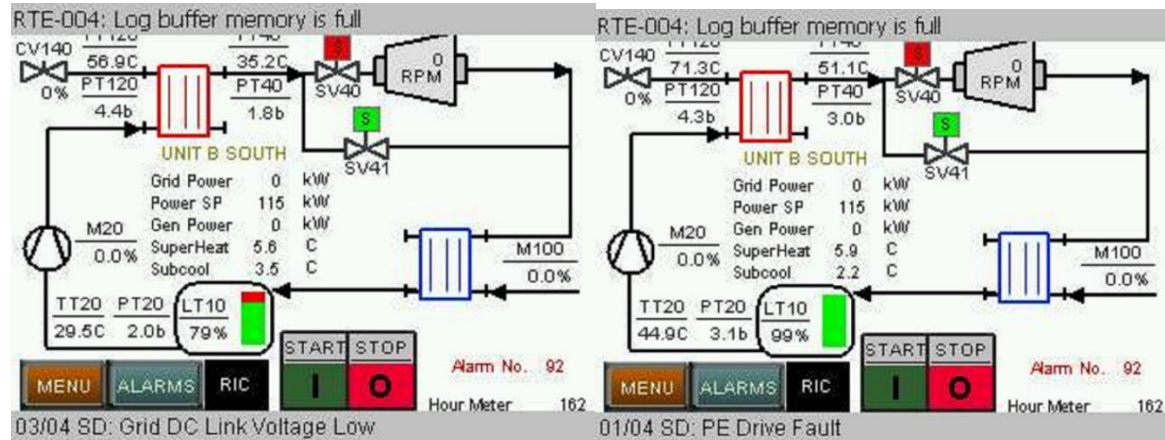 RTE-004: Log buffer memory is full
CV140
56.9C
35.2C
S
0
RPM
0%
PT120
4.4b
PT40
1.8b
SV40
S
SV41
UNIT B SOUTH
Grid Power 0 kW
Power SP 115 kW
Gen Power 0 kW
SuperHeat 5.6 C
Subcool 3.5 C
M20
0.0%
M100
0.0%
TT20 PT20 LT10
29.5C 2.0b 79%
START STOP
I O
MENU ALARMS RIC
Alarm No. 92
Hour Meter 162
03/04 SD: Grid DC Link Voltage Low
RTE-004: Log buffer memory is full
CV140
71.3C
51.1C
S
0
RPM
0%
PT120
4.3b
PT40
3.0b
SV40
S
SV41
UNIT B SOUTH
Grid Power 0 kW
Power SP 115 kW
Gen Power 0 kW
SuperHeat 5.9 C
Subcool 2.2 C
M20
0.0%
M100
0.0%
TT20 PT20 LT10
44.9C 3.1b 99%
START STOP
I O
MENU ALARMS RIC
Alarm No. 92
Hour Meter 162
01/04 SD: PE Drive Fault